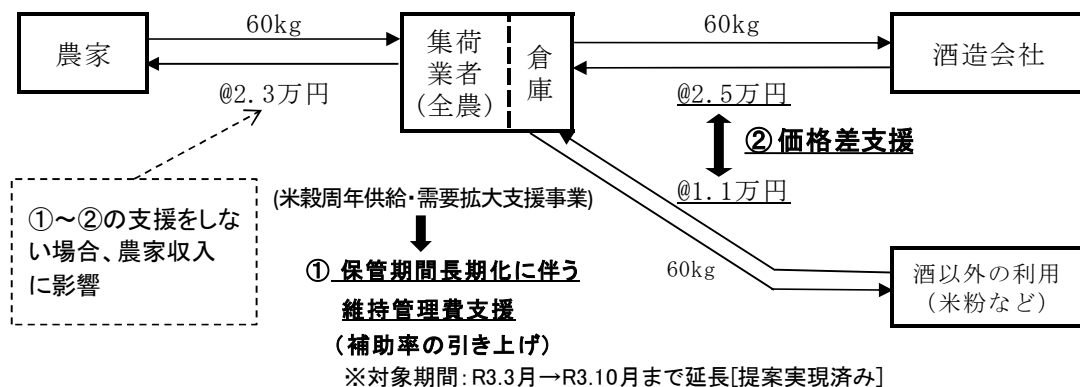 農家
60kg
@2.3万円
集荷
業者
(全農)
倉庫
60kg
酒造会社
@2.5万円
②価格差支援
@1.1万円
①～②の支援をしな
い場合、農家収入
に影響
(米穀周年供給・需要拡大支援事業)
① 保管期間長期化に伴う
維持管理費支援
(補助率の引き上げ)
※対象期間:R3.3月→R3.10月まで延長[提案実現済み]
60kg
酒以外の利用
(米粉など)